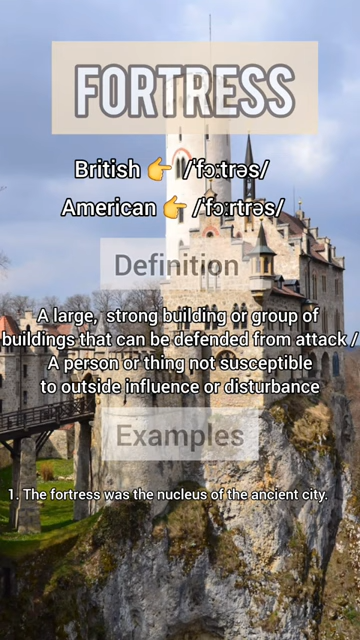 FORTRESS
British 👉 /ˈfɔːtrəs/
American 👉 /ˈfɔːrtrəs/
Definition
A large, strong building or group of
buildings that can be defended from attack /
A person or thing not susceptible
to outside influence or disturbance
Examples
1. The fortress was the nucleus of the ancient city.